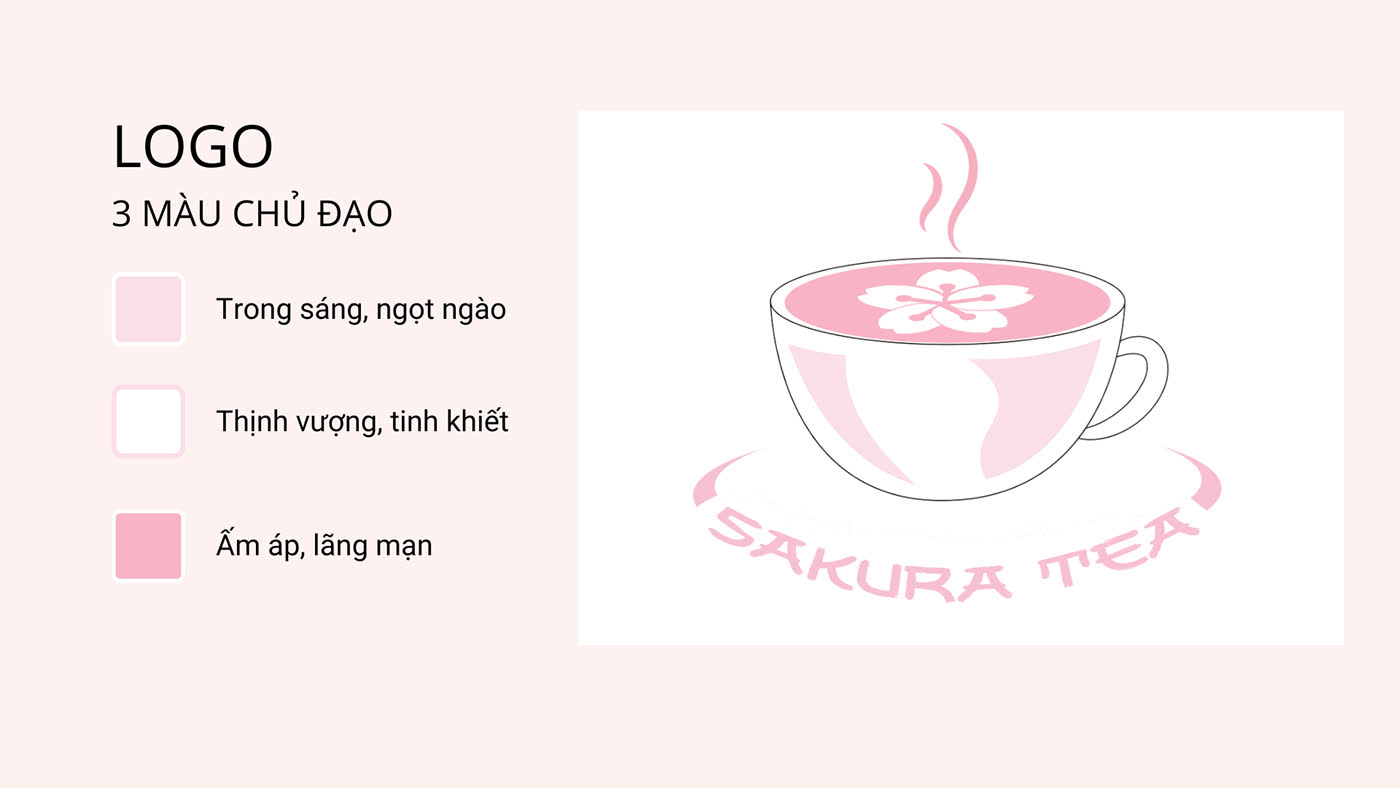 LOGO
3 MÀU CHỦ ĐẠO
Trong sáng, ngọt ngào
Thịnh vượng, tinh khiết
Ấm áp, lãng mạn
SAKURA TEA